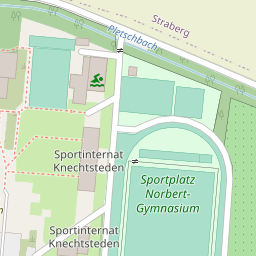 Straberg
Pletschbach
Sportinternat
Knechtsteden
Sportplatz
Norbert-
Gymnasium
Sportinternat
Knechtsteden